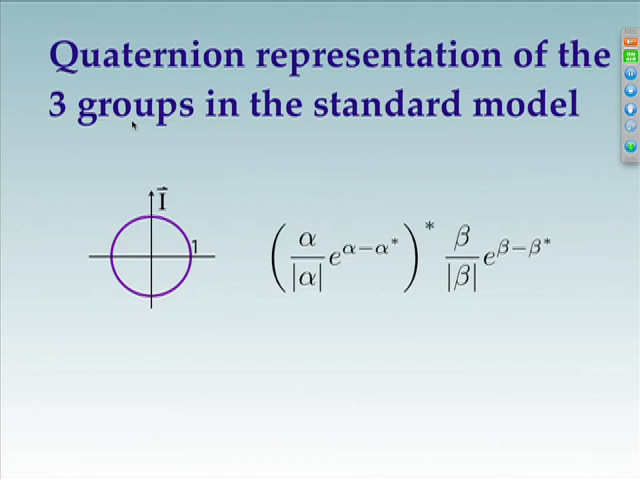 Quaternion representation of the
3 groups in the standard model
I⃗
1
(α/|α| e^{α−α*})* β/|β| e^{β−β*}